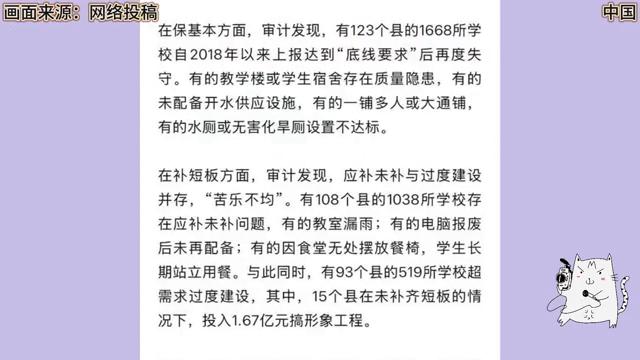 画面来源：网络投稿
中国
在保基本方面，审计发现，有123个县的1668所学
校自2018年以来上报达到“底线要求”后再度失
守。有的教学楼或学生宿舍存在质量隐患，有的
未配备开水供应设施，有的一铺多人或大通铺，
有的水厕或无害化旱厕设置不达标。
在补短板方面，审计发现，应补未补与过度建设
并存，“苦乐不均”。有108个县的1038所学校存
在应补未补问题，有的教室漏雨；有的电脑报废
后未再配备；有的因食堂无处摆放餐椅，学生长
期站立用餐。与此同时，有93个县的519所学校超
需求过度建设，其中，15个县在未补齐短板的情
况下，投入1.67亿元搞形象工程。